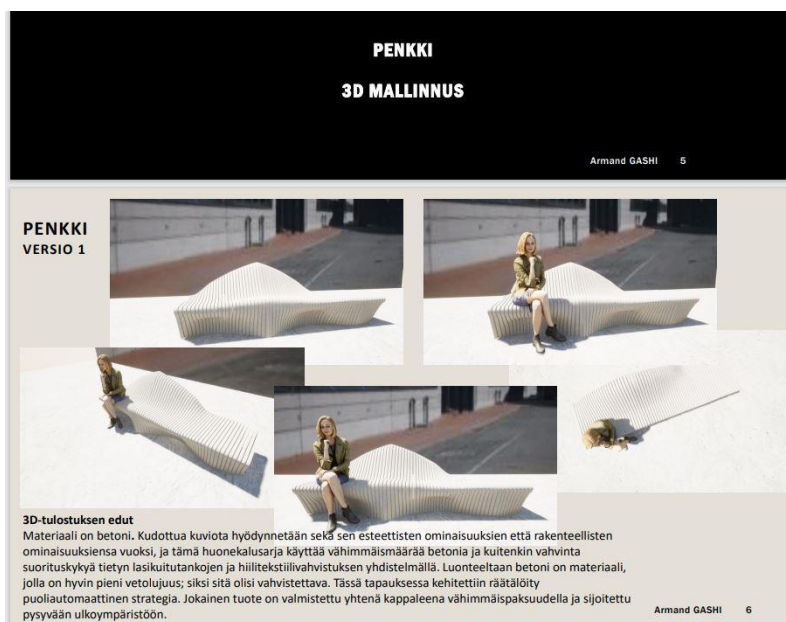 PENKKI
3D MALLINNUS
Armand GASHI 5
PENKKI
VERSIO 1
3D-tulostuksen edut
Materiaali on betoni. Kudottua kuviota hyödynnetään sekä sen esteettisten ominaisuuksien että rakenteellisten
ominaisuuksiensa vuoksi, ja tämä huonekalusarja käyttää vähimmäismäärää betonia ja kuitenkin vahvinta
suorituskykyä tietyn lasikuitutankojen ja hiilitekstiilivahvistuksen yhdistelmällä. Luonteeltaan betoni on materiaali,
jolla on hyvin pieni vetolujuus; siksi sitä olisi vahvistettava. Tässä tapauksessa kehitettiin räätälöity
puoliautomaattinen strategia. Jokainen tuote on valmistettu yhtenä kappaleena vähimmäispaksuudella ja sijoitettu
pysyvään ulkoympäristöön.
Armand GASHI 6